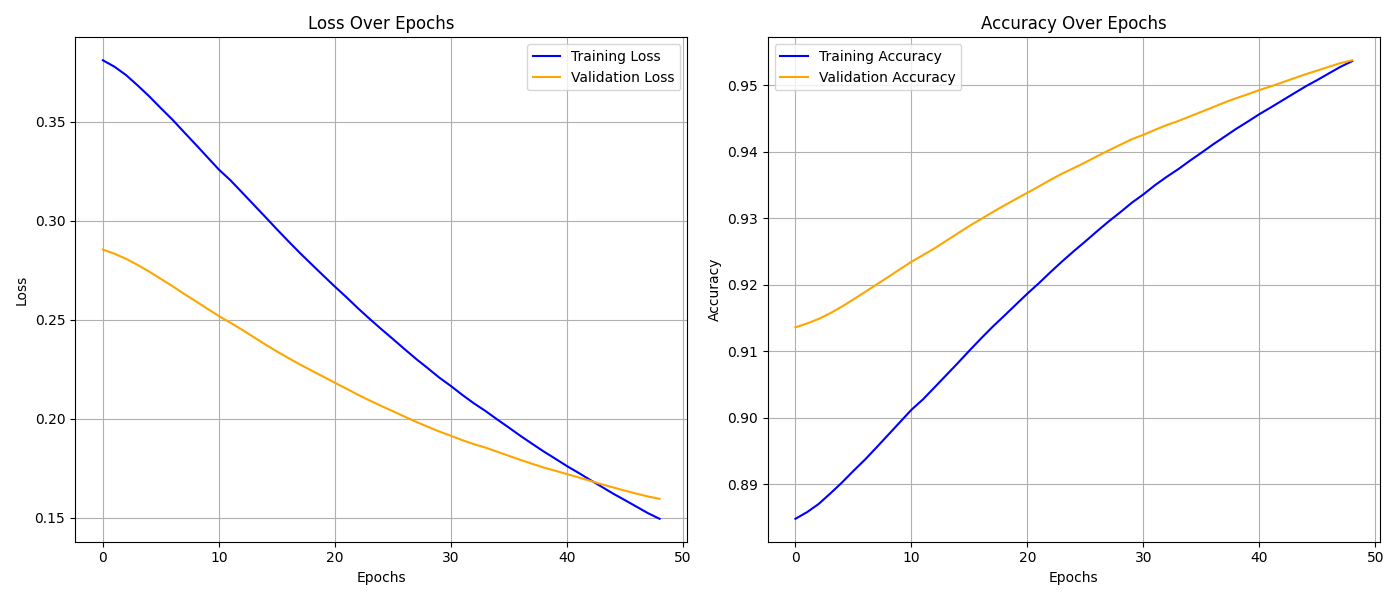 Loss Over Epochs
Training Loss
Validation Loss
0.35
0.30
0.25
0.20
0.15
Loss
0
10
20
30
40
50
Epochs
Accuracy Over Epochs
Training Accuracy
Validation Accuracy
0.95
0.94
0.93
0.92
0.91
0.90
0.89
Accuracy
0
10
20
30
40
50
Epochs